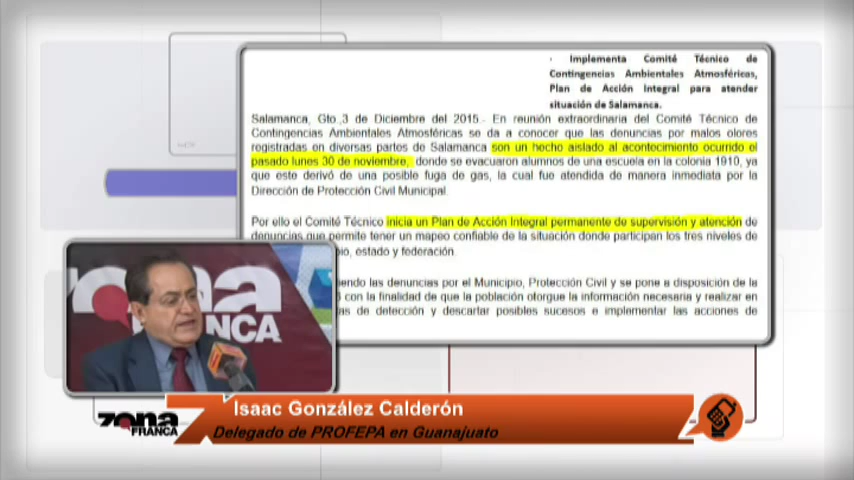 · Implementa Comité Técnico de
Contingencias Ambientales Atmosféricas,
Plan de Acción Integral para atender
situación de Salamanca.
Salamanca, Gto.,3 de Diciembre del 2015.- En reunión extraordinaria del Comité Técnico de
Contingencias Ambientales Atmosféricas se da a conocer que las denuncias por malos olores
registradas en diversas partes de Salamanca son un hecho aislado al acontecimiento ocurrido el
pasado lunes 30 de noviembre, donde se evacuaron alumnos de una escuela en la colonia 1910, ya
que este derivó de una posible fuga de gas, la cual fue atendida de manera inmediata por la
Dirección de Protección Civil Municipal.
Por ello el Comité Técnico inicia un Plan de Acción Integral permanente de supervisión y atención de
denuncias que permite tener un mapeo confiable de la situación donde participan los tres niveles de
estado y federación.
las denuncias por el Municipio, Protección Civil y se pone a disposición de la
con la finalidad de que la población otorgue la información necesaria y realizar en
de detección y descartar posibles sucesos e implementar las acciones de
zona
FRANCA
Isaac González Calderón
Delegado de PROFEPA en Guanajuato
zona
FRANCA